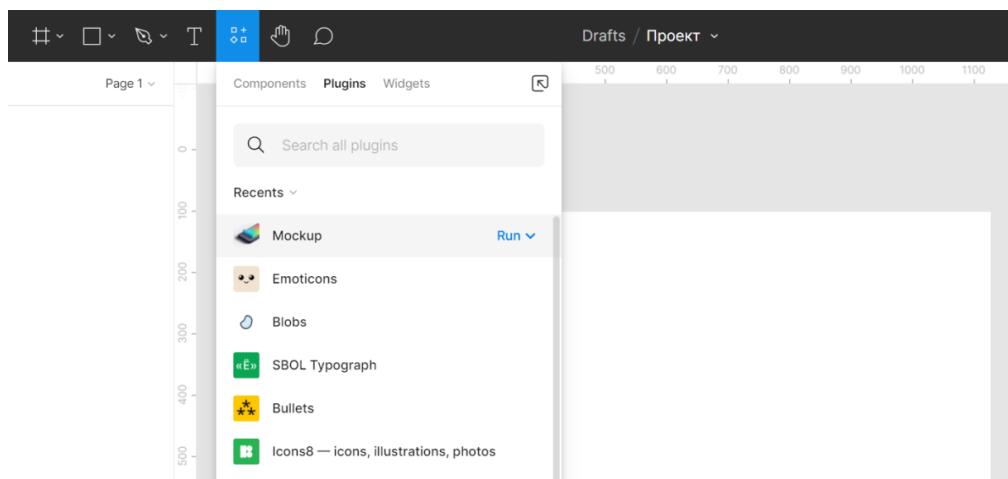 Drafts / Проект
Page 1
500 600 700 800 900 1000 1100
Components Plugins Widgets
Search all plugins
0
Recents
100
Mockup Run
200
Emoticons
Blobs
300
«Ё» SBOL Typograph
400
Bullets
500
Icons8 — icons, illustrations, photos